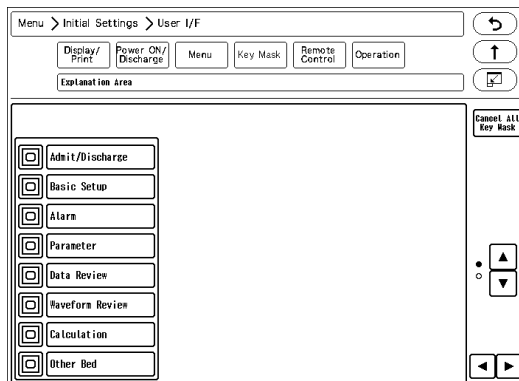 Menu > Initial Settings > User I/F
Display/
Print
Power ON/
Discharge
Menu
Key Mask
Remote
Control
Operation
Explanation Area
Cancel All
Key Mask
Admit/Discharge
Basic Setup
Alarm
Parameter
Data Review
Waveform Review
Calculation
Other Bed